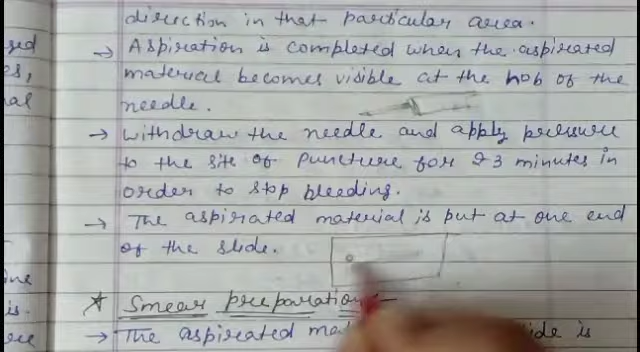 direction in that particular area.
→ Aspiration is completed when the aspirated
material becomes visible at the hob of the
needle.
→ withdraw the needle and apply pressure
to the site of puncture for 2-3 minutes in
order to stop bleeding.
→ The aspirated material is put at one end
of the slide.
* Smear preparation :-
→ The aspirated is